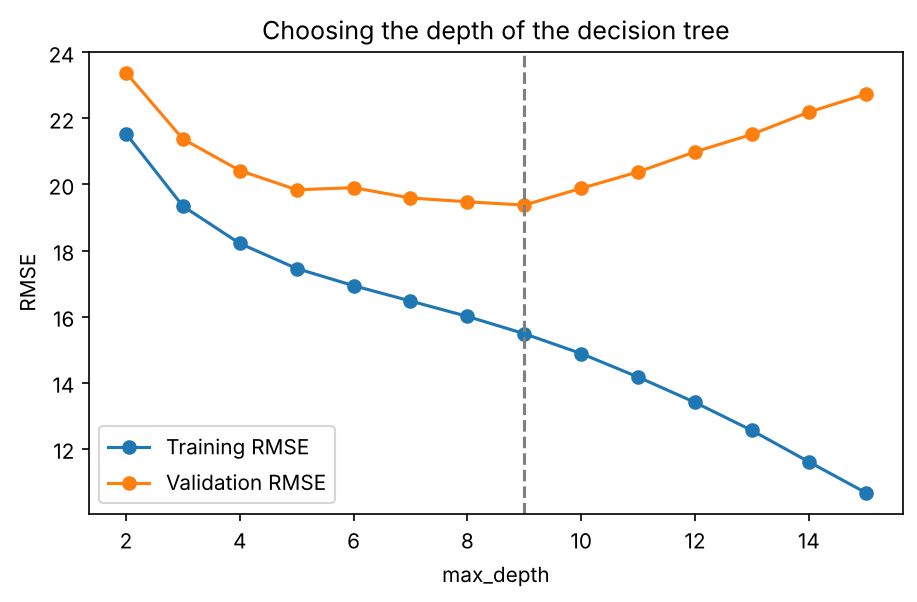 Choosing the depth of the decision tree
24
22
20
18
16
14
12
RMSE
Training RMSE
Validation RMSE
2 4 6 8 10 12 14
max_depth